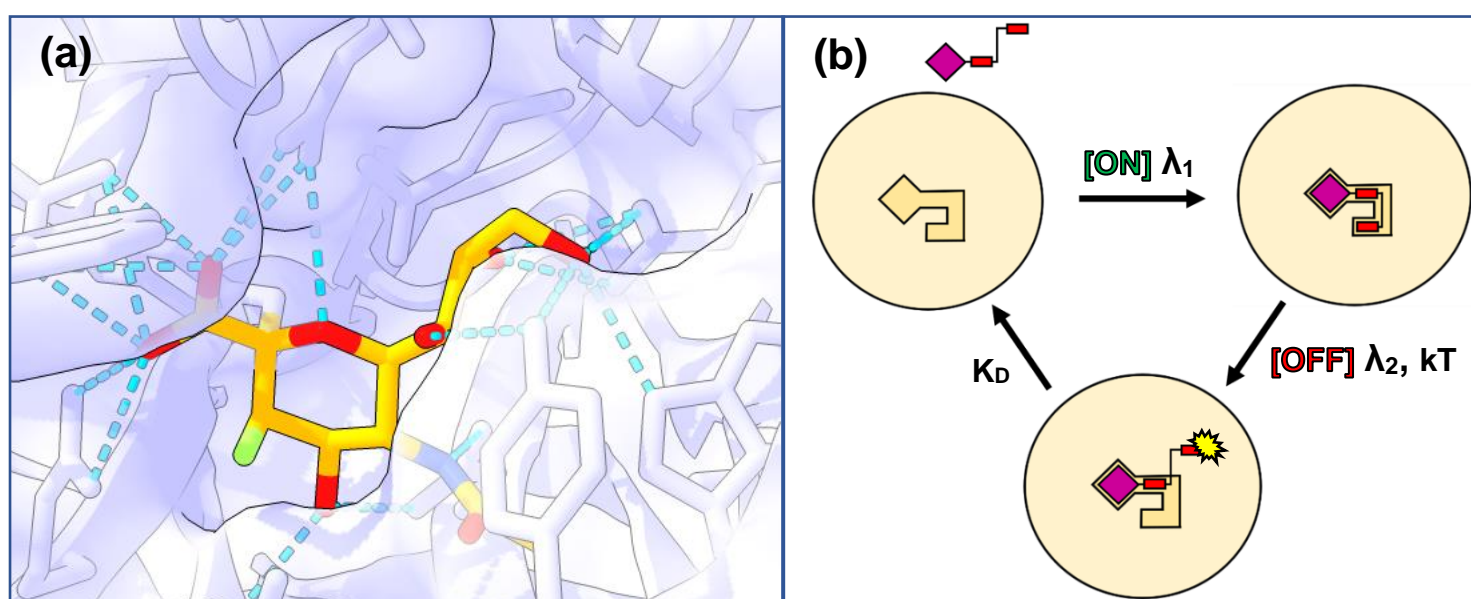 (a)
(b)
[ON] λ1
[OFF] λ2, kT
KD